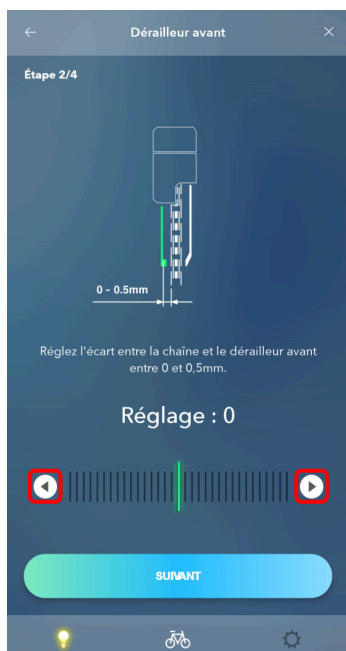 Dérailleur avant
Étape 2/4
0 - 0.5mm
Réglez l'écart entre la chaîne et le dérailleur avant
entre 0 et 0,5mm.
Réglage : 0
SUIVANT